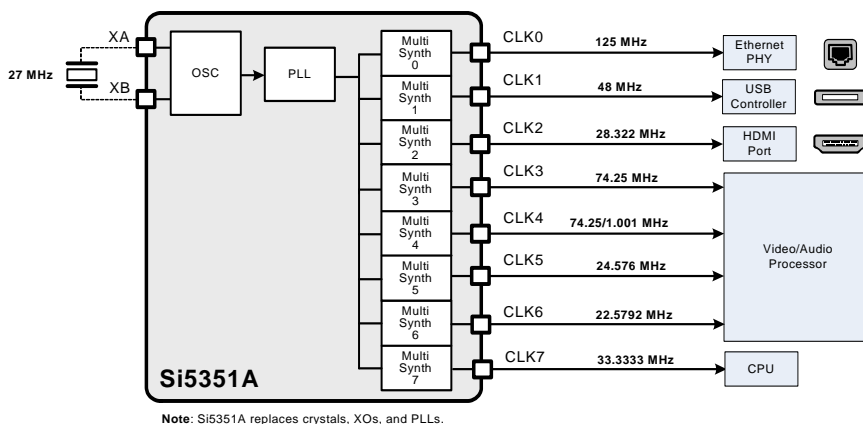 XA
XB
27 MHz
OSC
PLL
Multi
Synth
0
Multi
Synth
1
Multi
Synth
2
Multi
Synth
3
Multi
Synth
4
Multi
Synth
5
Multi
Synth
6
Multi
Synth
7
Si5351A
CLK0
125 MHz
Ethernet
PHY
CLK1
48 MHz
USB
Controller
CLK2
28.322 MHz
HDMI
Port
CLK3
74.25 MHz
CLK4
74.25/1.001 MHz
CLK5
24.576 MHz
CLK6
22.5792 MHz
Video/Audio
Processor
CLK7
33.3333 MHz
CPU
Note: Si5351A replaces crystals, XOs, and PLLs.